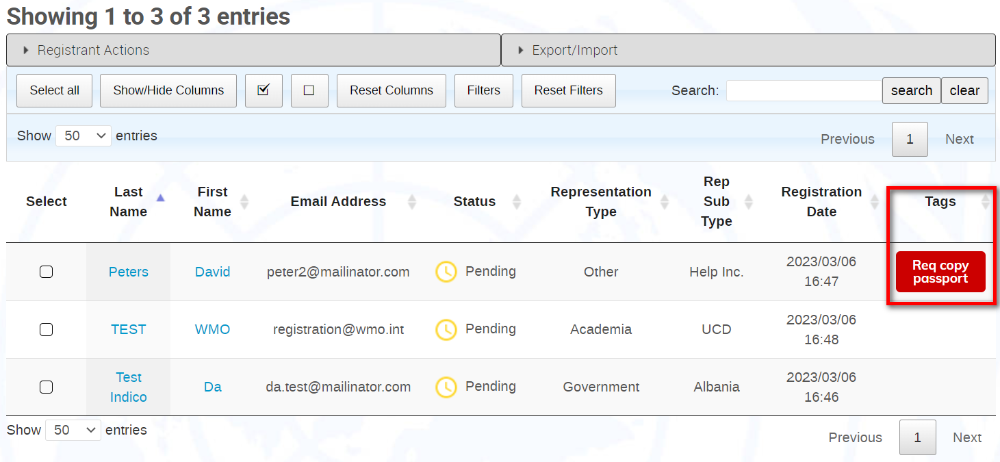 Showing 1 to 3 of 3 entries
Registrant Actions Export/Import
Select all Show/Hide Columns Reset Columns Filters Reset Filters Search: search clear
Show 50 entries Previous 1 Next
Select Last Name First Name Email Address Status Representation Type Rep Sub Type Registration Date Tags
Peters David peter2@mailinator.com Pending Other Help Inc. 2023/03/06 16:47 Req copy passport
TEST WMO registration@wmo.int Pending Academia UCD 2023/03/06 16:48
Test Indico Da da.test@mailinator.com Pending Government Albania 2023/03/06 16:46
Show 50 entries Previous 1 Next